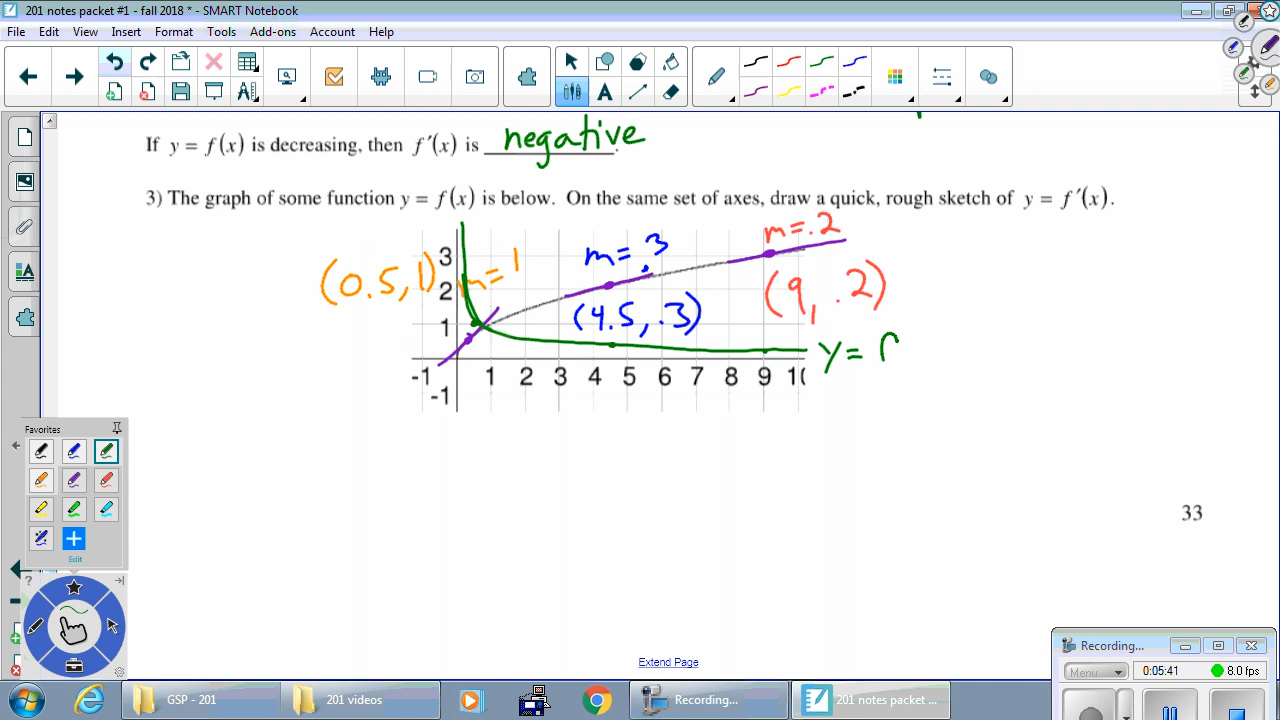 201 notes packet #1 - fall 2018 * - SMART Notebook
File Edit View Insert Format Tools Add-ons Account Help
If y = f(x) is decreasing, then f′(x) is negative.
3) The graph of some function y = f(x) is below. On the same set of axes, draw a quick, rough sketch of y = f′(x).
m=.2
m=.3
(0.5,1) m=1
(9, .2)
(4.5, .3)
3
2
1
y=
-1 1 2 3 4 5 6 7 8 9 10
-1
Favorites
Edit
33
Extend Page
Recording...
Menu
0:05:41
8.0 fps
GSP - 201
201 videos
Recording...
201 notes packet ...